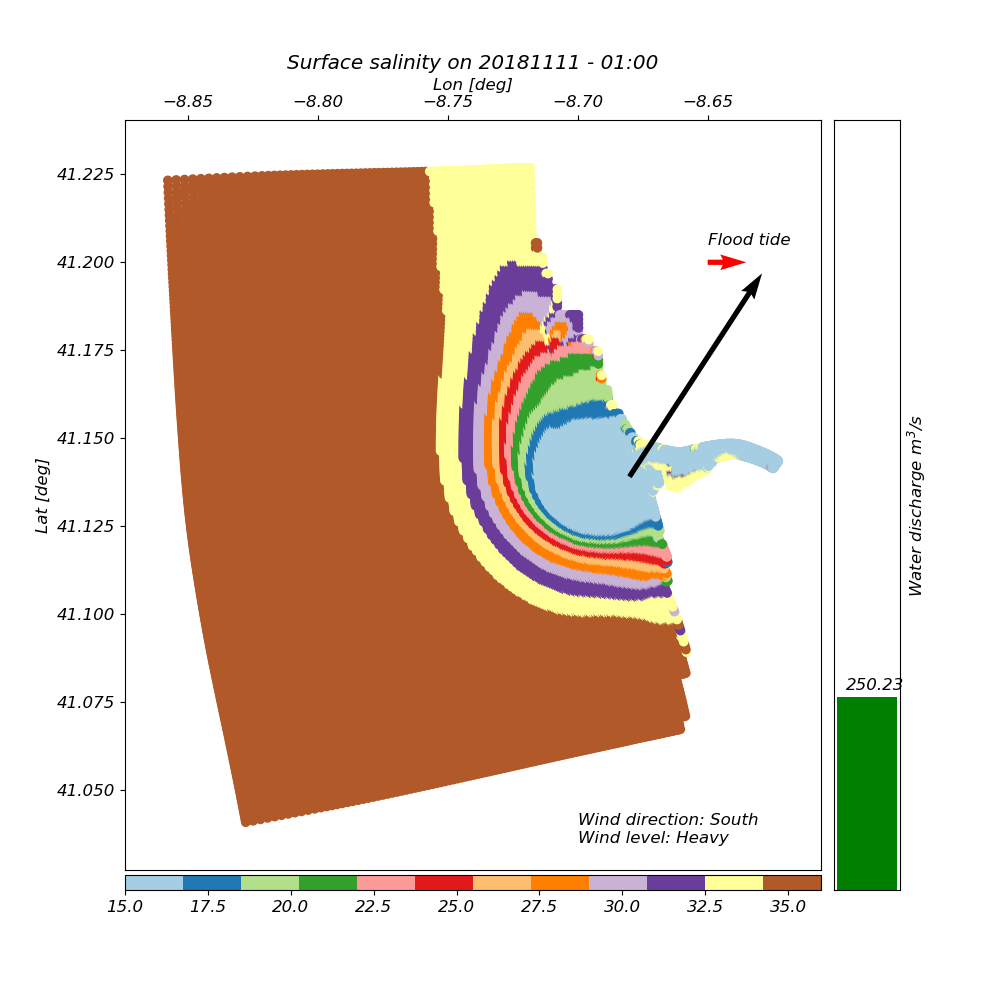 Surface salinity on 20181111 - 01:00
Lon [deg]
−8.85 −8.80 −8.75 −8.70 −8.65
41.225
41.200
41.175
41.150
41.125
41.100
41.075
41.050
Lat [deg]
Flood tide
Wind direction: South
Wind level: Heavy
250.23
Water discharge m³/s
15.0 17.5 20.0 22.5 25.0 27.5 30.0 32.5 35.0